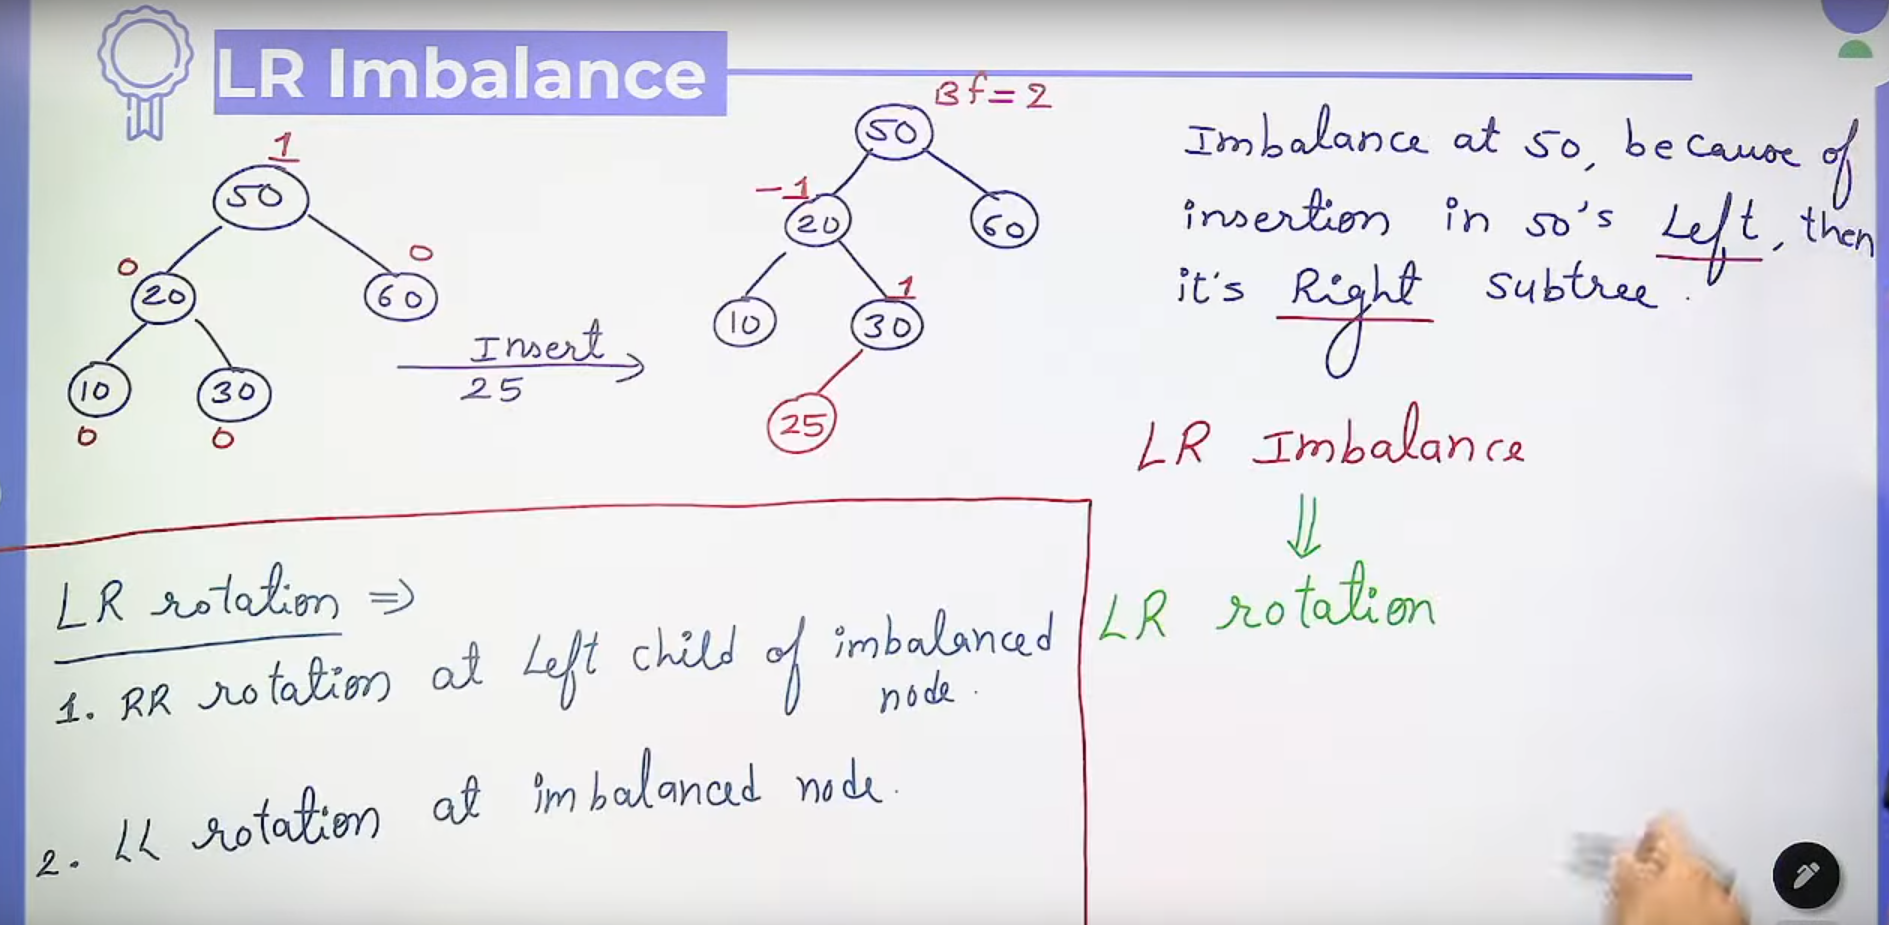 LR Imbalance
1
50
0
20
0
60
10
0
30
0
Insert
25
Bf=2
50
-1
20
60
10
1
30
25
Imbalance at 50, because of
insertion in 50's Left, then
it's Right subtree.
LR Imbalance
⇓
LR rotation
LR rotation ⇒
1. RR rotation at Left child of imbalanced
node.
2. LL rotation at imbalanced node.